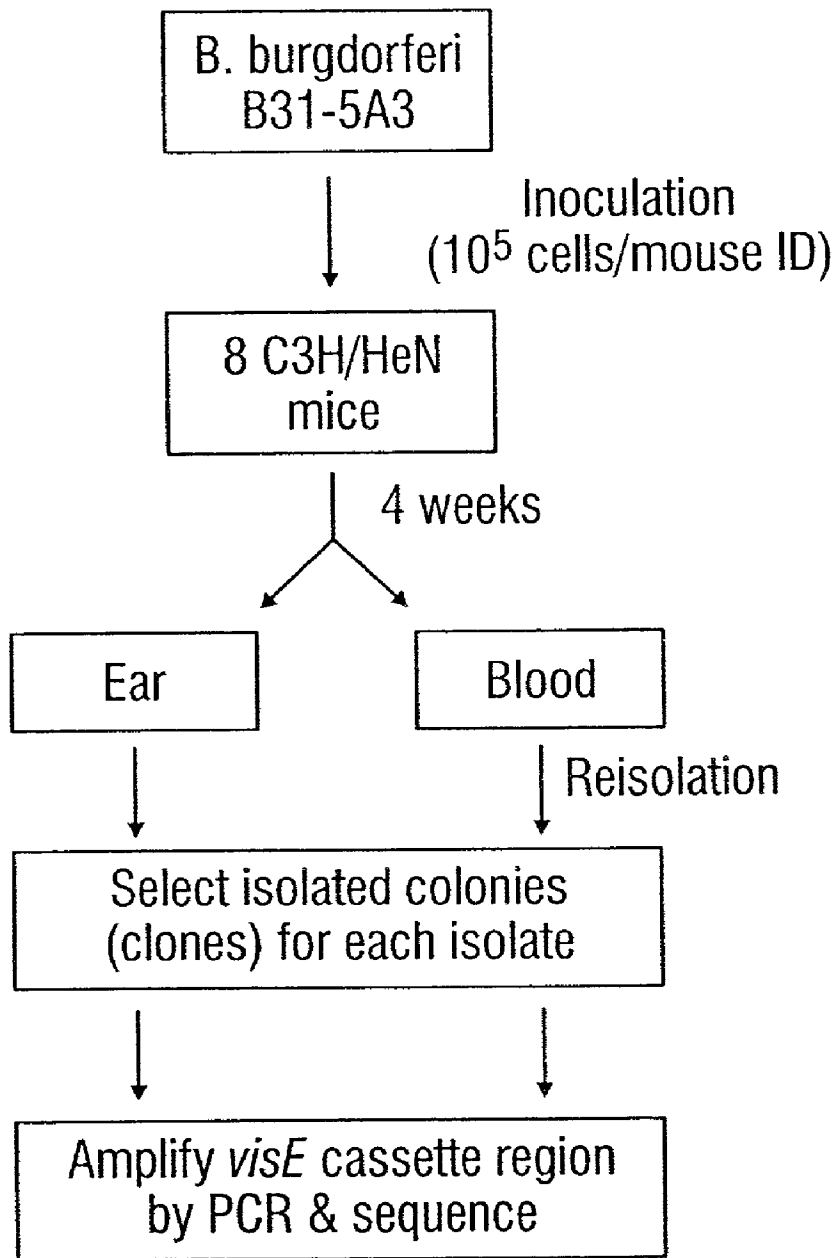 B. burgdorferi
B31-5A3
Inoculation
(10⁵ cells/mouse ID)
8 C3H/HeN
mice
4 weeks
Ear
Blood
Reisolation
Select isolated colonies
(clones) for each isolate
Amplify visE cassette region
by PCR & sequence